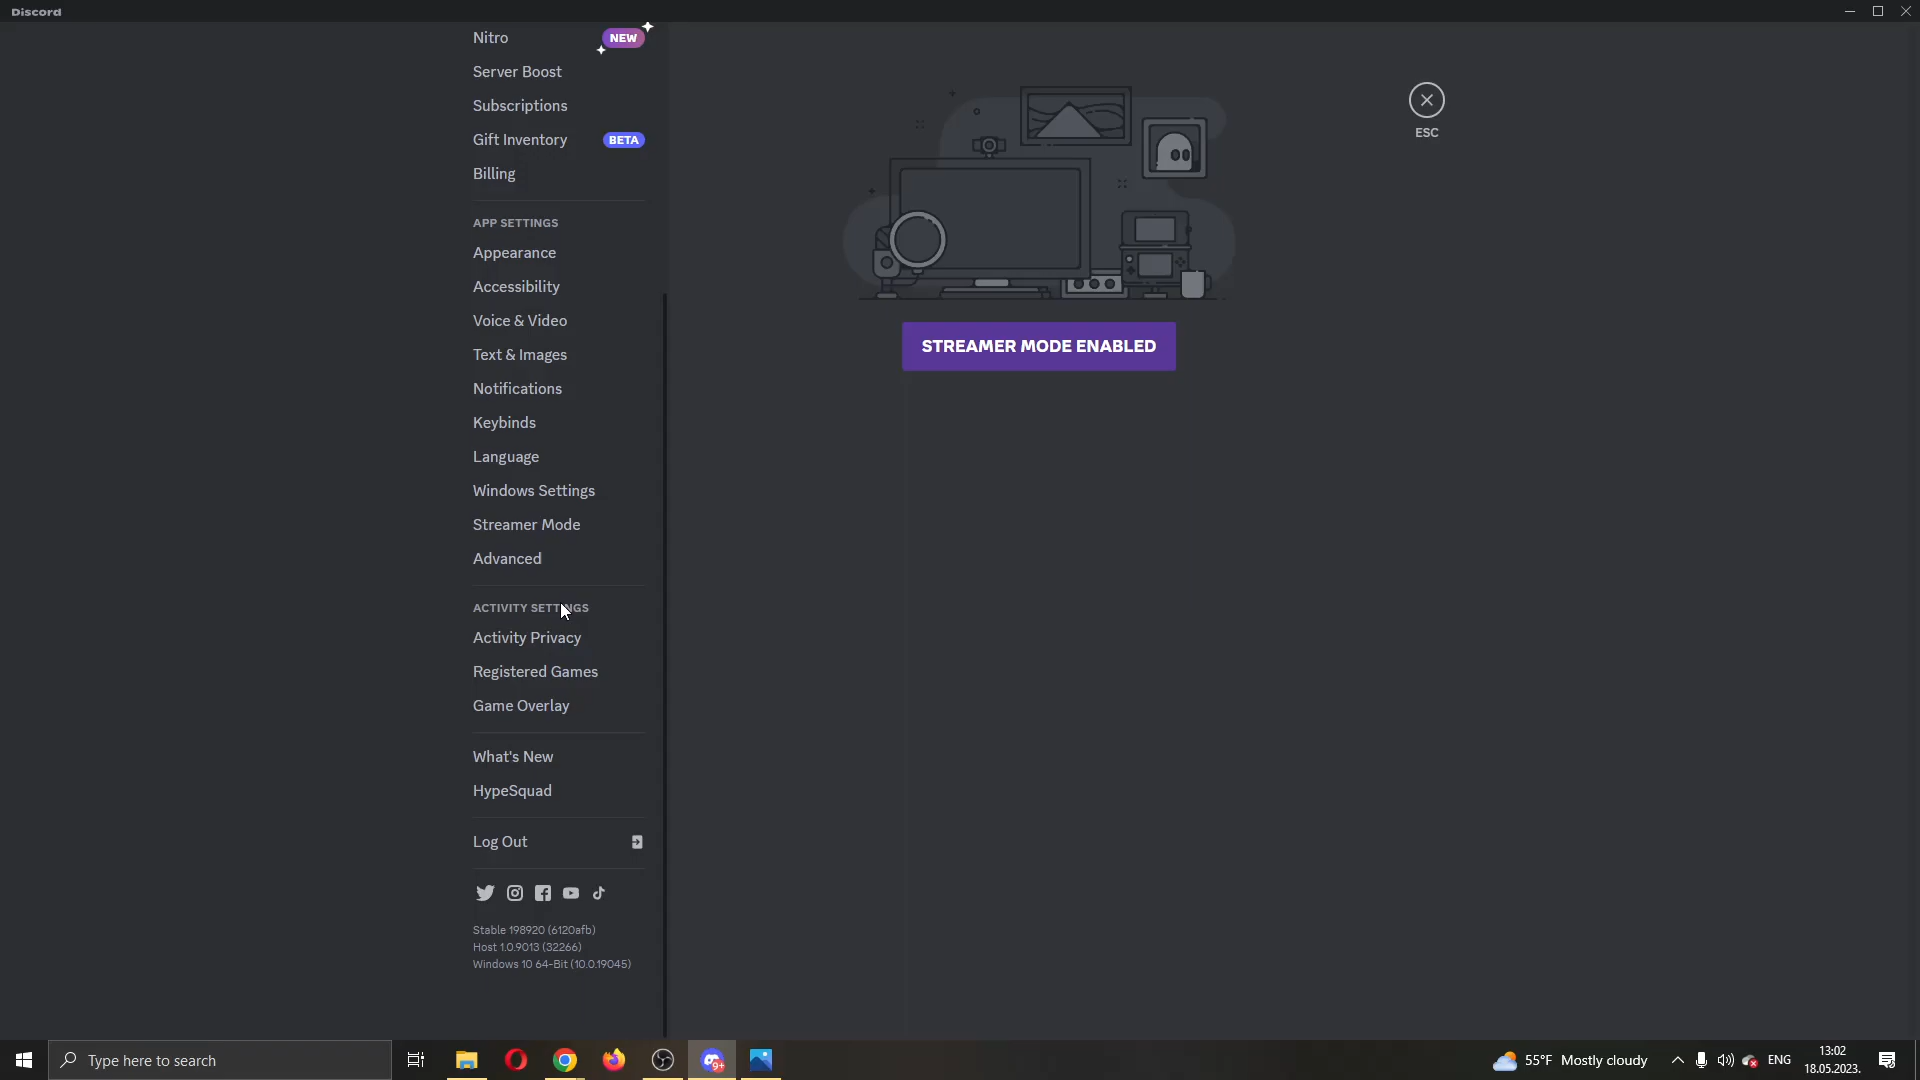 Discord
Nitro NEW
Server Boost
Subscriptions
Gift Inventory BETA
Billing
APP SETTINGS
Appearance
Accessibility
Voice & Video
Text & Images
Notifications
Keybinds
Language
Windows Settings
Streamer Mode
Advanced
ACTIVITY SETTINGS
Activity Privacy
Registered Games
Game Overlay
What's New
HypeSquad
Log Out
Stable 198920 (6120afb)
Host 1.0.9013 (32266)
Windows 10 64-Bit (10.0.19045)
STREAMER MODE ENABLED
ESC
Type here to search
9+
55°F Mostly cloudy
ENG
13:02
18.05.2023.